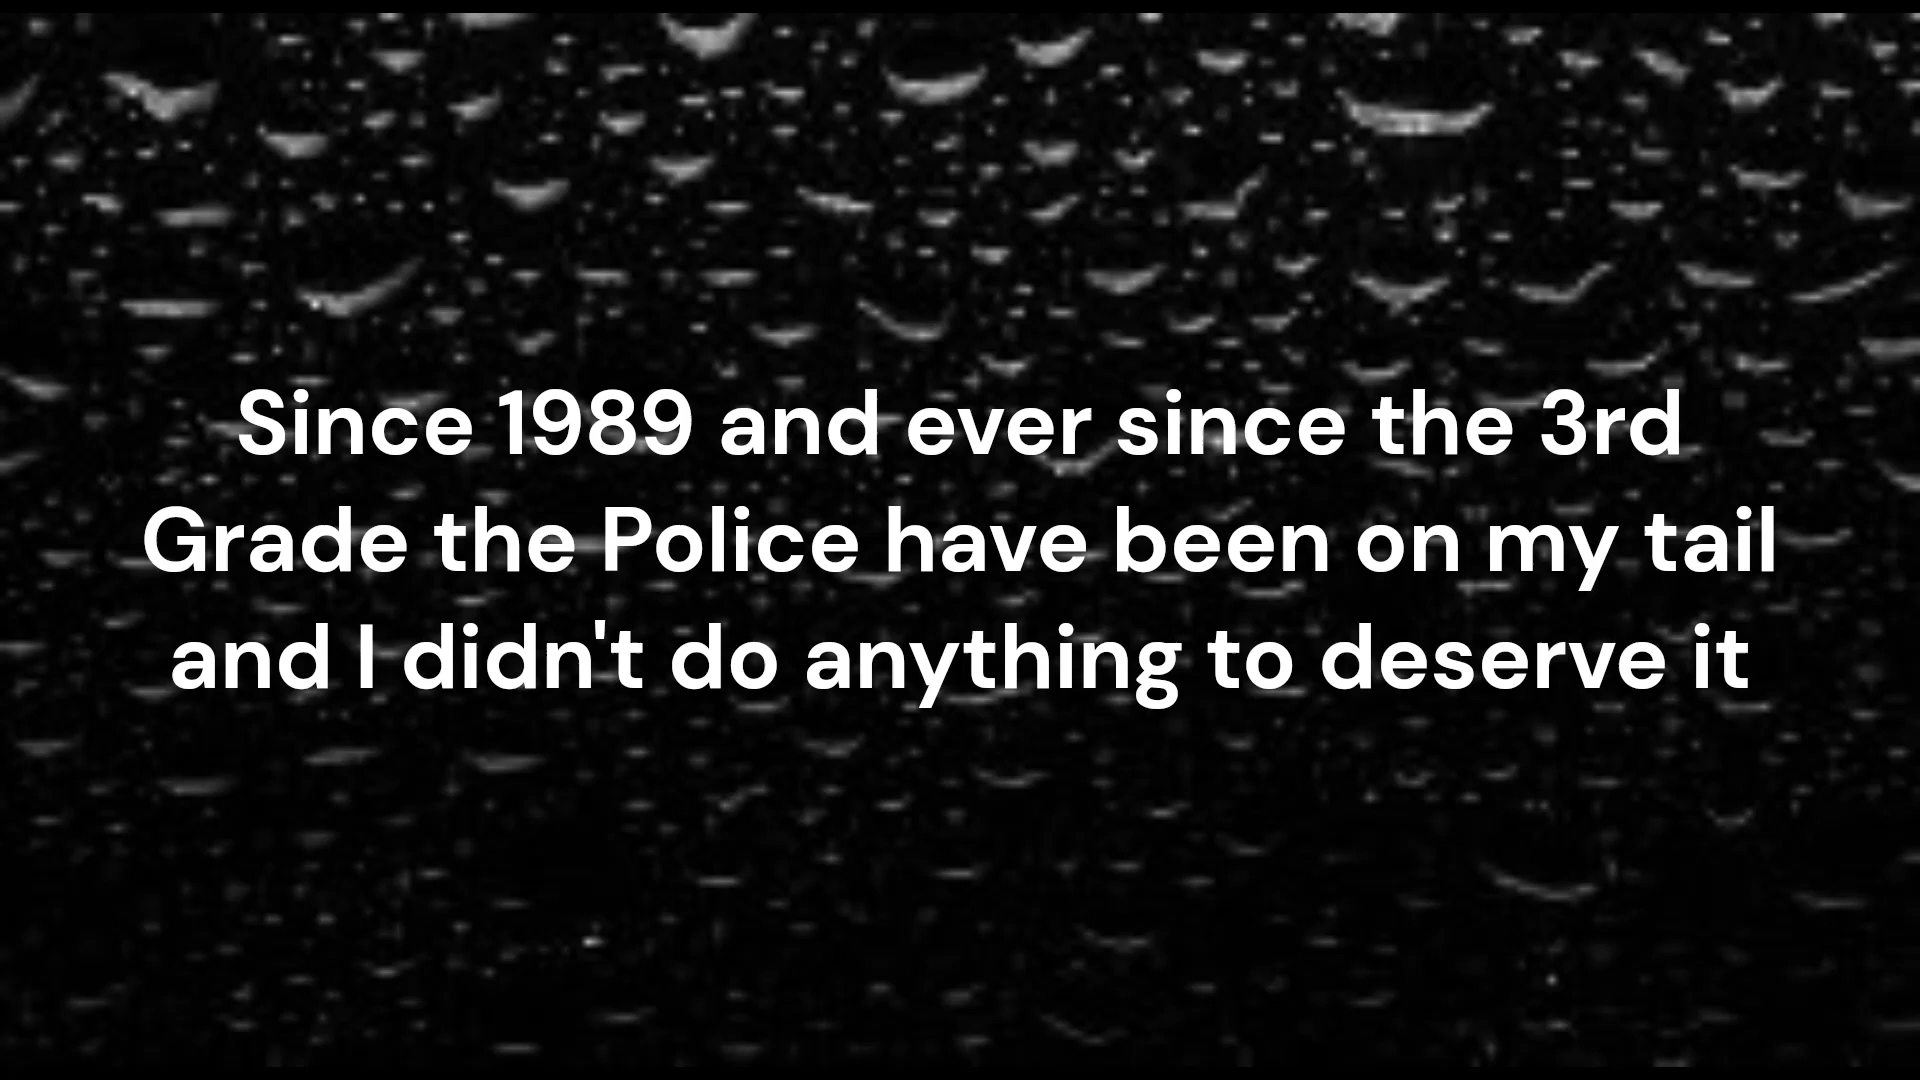 Since 1989 and ever since the 3rd
Grade the Police have been on my tail
and I didn't do anything to deserve it